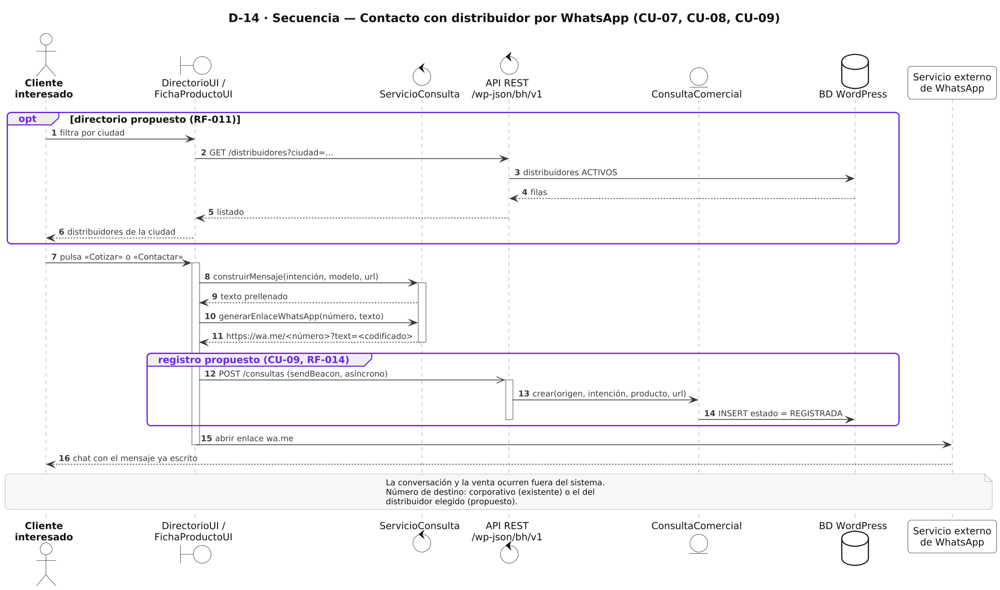 D-14 · Secuencia — Contacto con distribuidor por WhatsApp (CU-07, CU-08, CU-09)
Cliente
interesado
DirectorioUI /
FichaProductoUI
ServicioConsulta
API REST
/wp-json/bh/v1
ConsultaComercial
BD WordPress
Servicio externo
de WhatsApp
opt [directorio propuesto (RF-011)]
1 filtra por ciudad
2 GET /distribuidores?ciudad=...
3 distribuidores ACTIVOS
4 filas
5 listado
6 distribuidores de la ciudad
7 pulsa «Cotizar» o «Contactar»
8 construirMensaje(intención, modelo, url)
9 texto prellenado
10 generarEnlaceWhatsApp(número, texto)
11 https://wa.me/<número>?text=<codificado>
registro propuesto (CU-09, RF-014)
12 POST /consultas (sendBeacon, asíncrono)
13 crear(origen, intención, producto, url)
14 INSERT estado = REGISTRADA
15 abrir enlace wa.me
16 chat con el mensaje ya escrito
La conversación y la venta ocurren fuera del sistema.
Número de destino: corporativo (existente) o el del
distribuidor elegido (propuesto).
Cliente
interesado
DirectorioUI /
FichaProductoUI
ServicioConsulta
API REST
/wp-json/bh/v1
ConsultaComercial
BD WordPress
Servicio externo
de WhatsApp